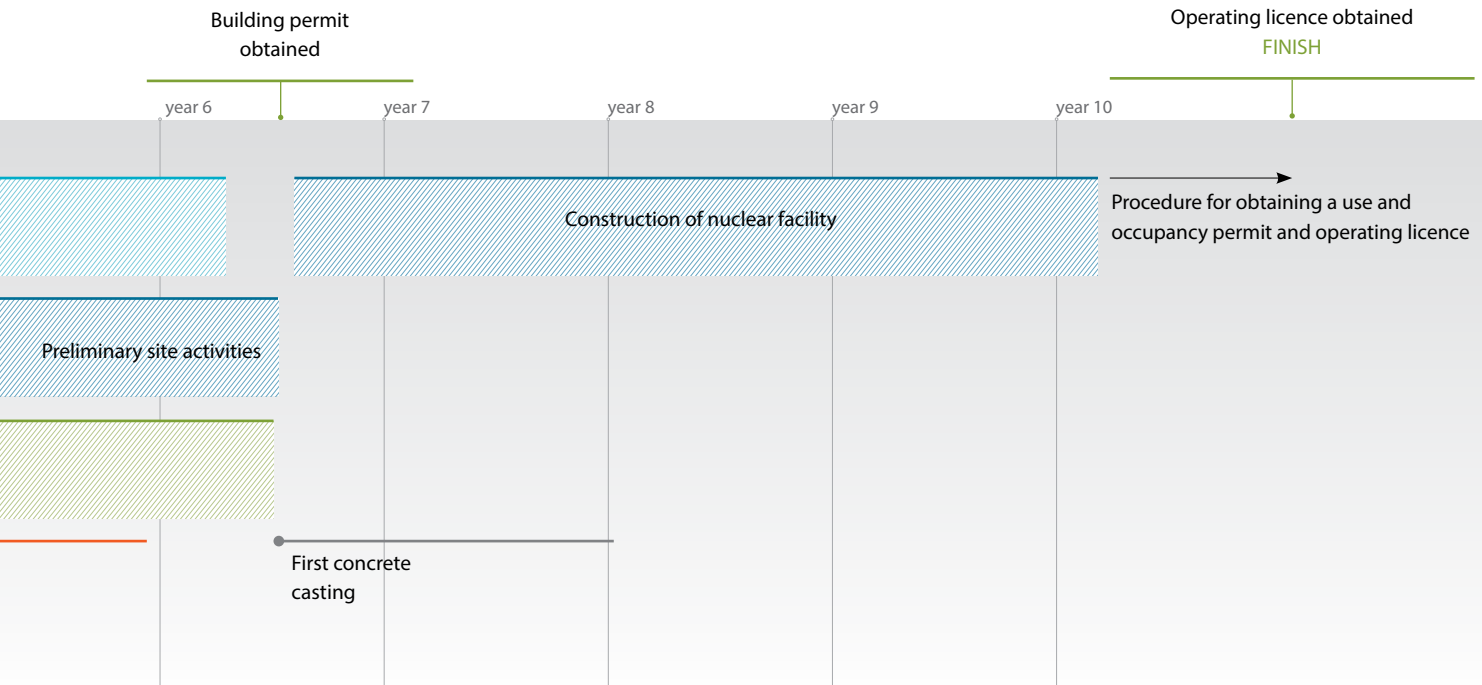 Building permit
obtained
Operating licence obtained
FINISH
year 6
year 7
year 8
year 9
year 10
Construction of nuclear facility
Procedure for obtaining a use and
occupancy permit and operating licence
Preliminary site activities
First concrete
casting